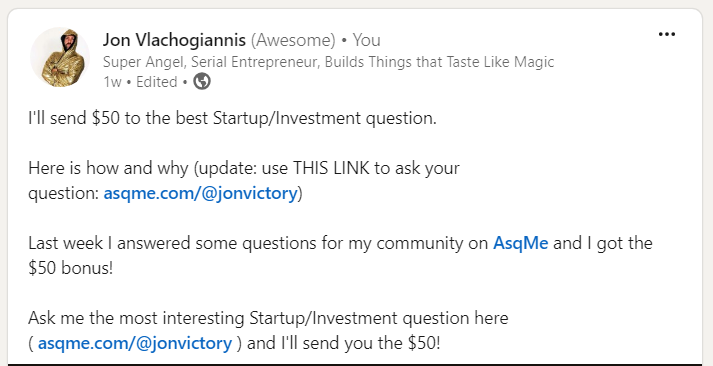 Jon Vlachogiannis (Awesome) • You
Super Angel, Serial Entrepreneur, Builds Things that Taste Like Magic
1w • Edited •
I'll send $50 to the best Startup/Investment question.
Here is how and why (update: use THIS LINK to ask your
question: asqme.com/@jonvictory)
Last week I answered some questions for my community on AsqMe and I got the
$50 bonus!
Ask me the most interesting Startup/Investment question here
( asqme.com/@jonvictory ) and I'll send you the $50!